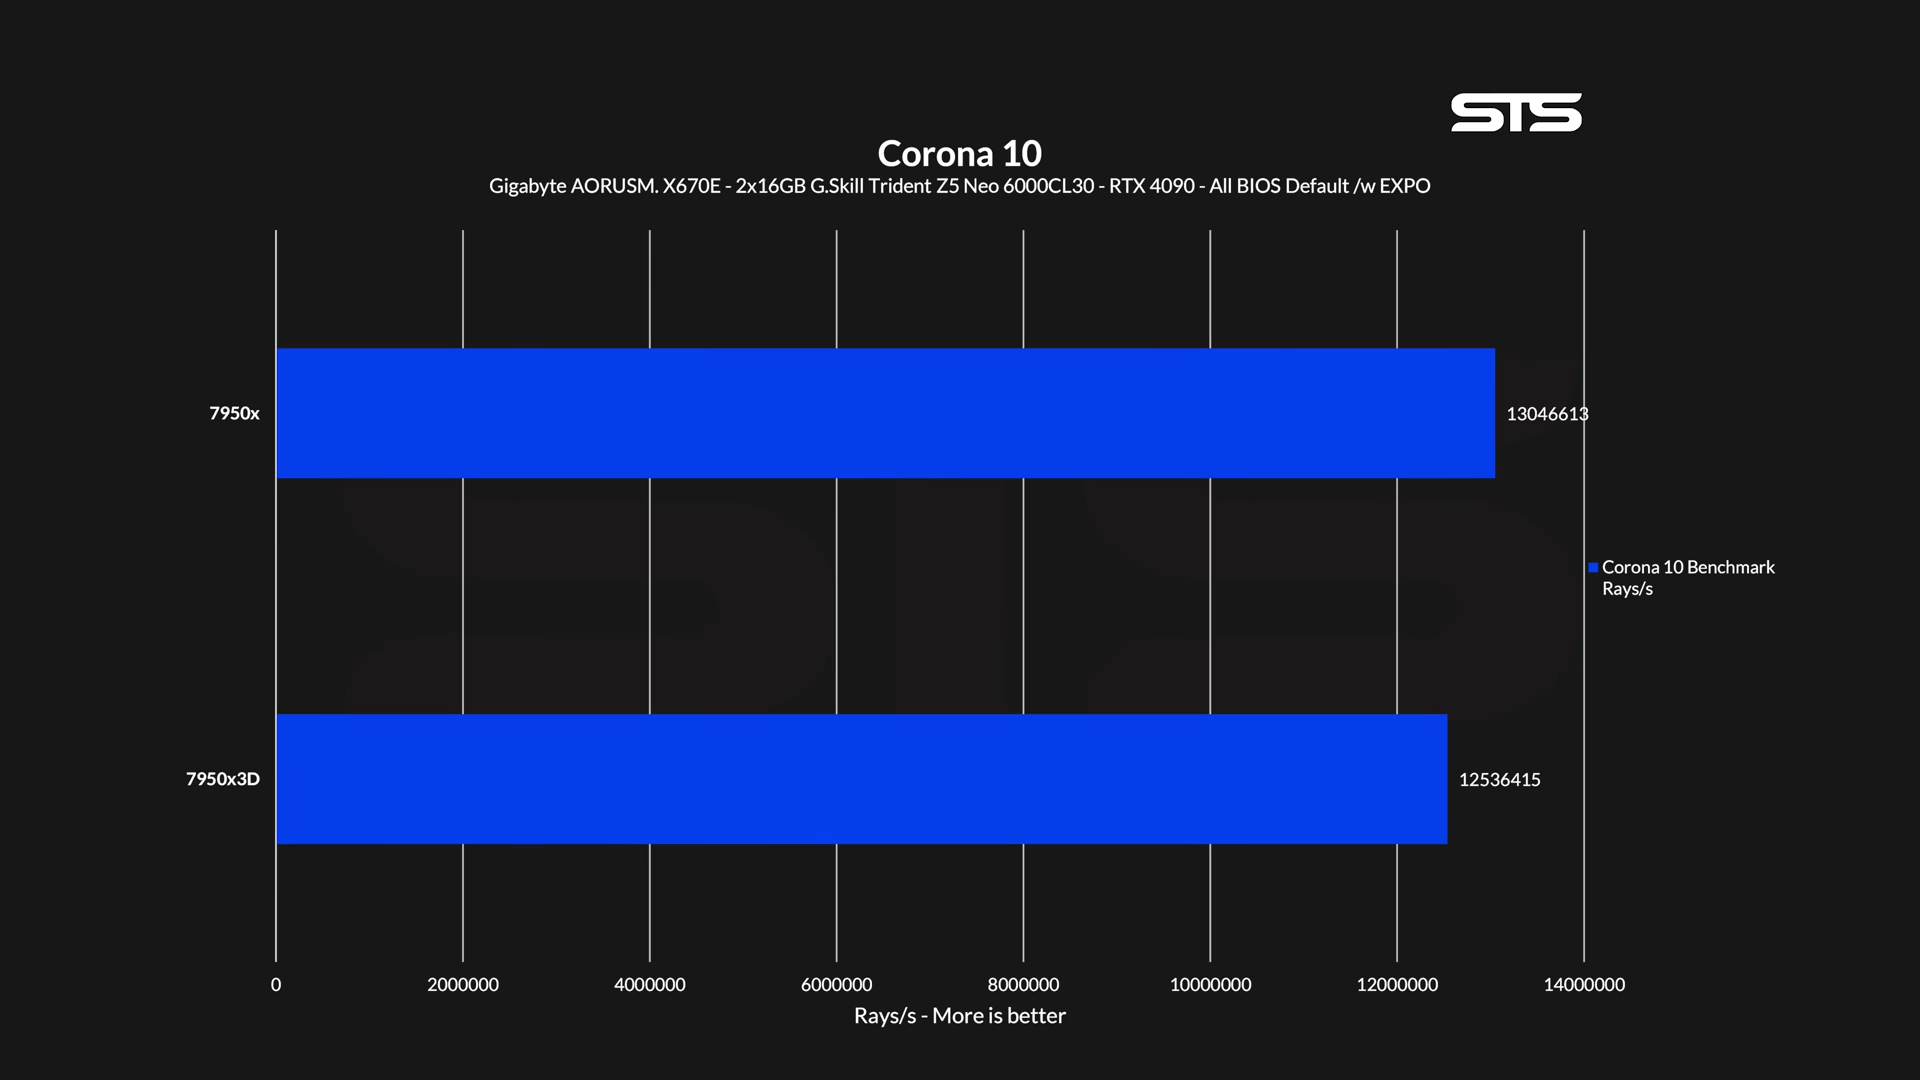 STS
Corona 10
Gigabyte AORUSM. X670E - 2x16GB G.Skill Trident Z5 Neo 6000CL30 - RTX 4090 - All BIOS Default /w EXPO
7950x
13046613
Corona 10 Benchmark
Rays/s
7950x3D
12536415
0 2000000 4000000 6000000 8000000 10000000 12000000 14000000
Rays/s - More is better